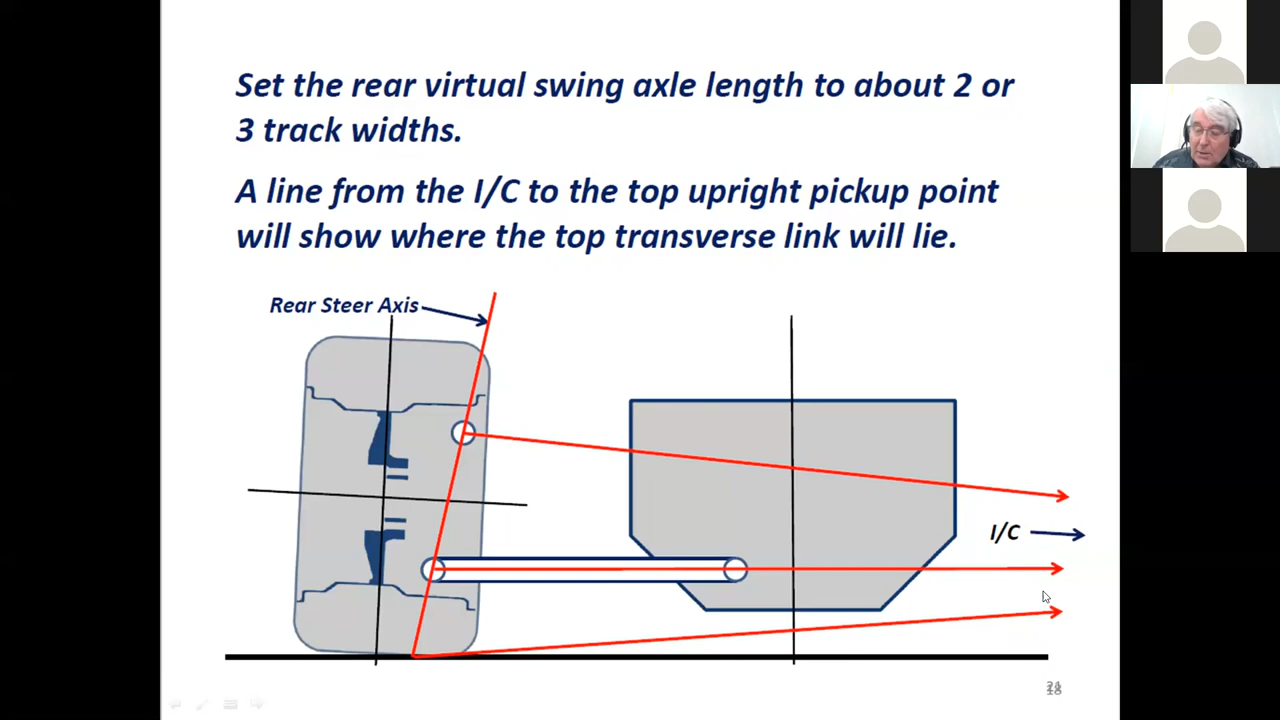 Set the rear virtual swing axle length to about 2 or
3 track widths.
A line from the I/C to the top upright pickup point
will show where the top transverse link will lie.
Rear Steer Axis
I/C